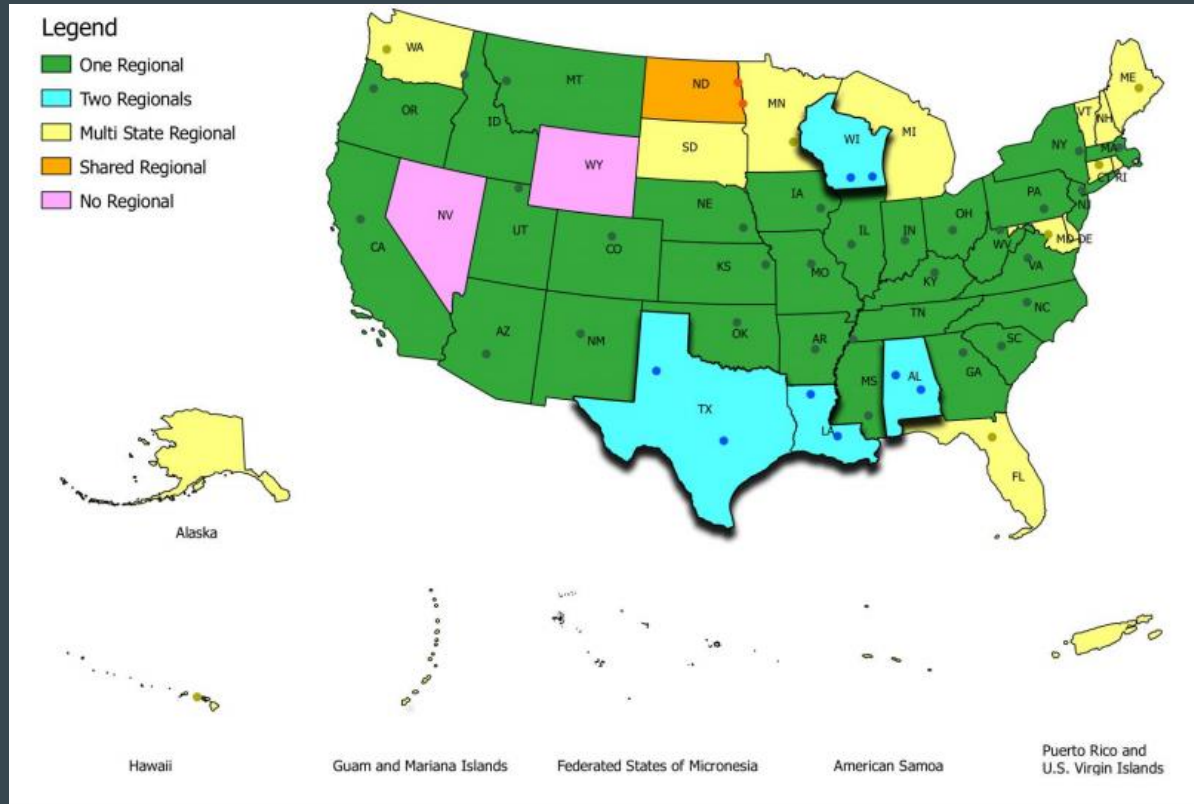 Legend
One Regional
Two Regionals
Multi State Regional
Shared Regional
No Regional
WA
MT
ND
MN
ME
VT
NH
OR
ID
SD
WI
MI
NY
MA
WY
CT
RI
NV
NE
IA
PA
NJ
CA
UT
CO
IL
IN
OH
MD
DE
WV
KS
MO
KY
VA
AZ
NM
OK
AR
TN
NC
SC
TX
LA
MS
AL
GA
FL
Alaska
Hawaii
Guam and Mariana Islands
Federated States of Micronesia
American Samoa
Puerto Rico and
U.S. Virgin Islands